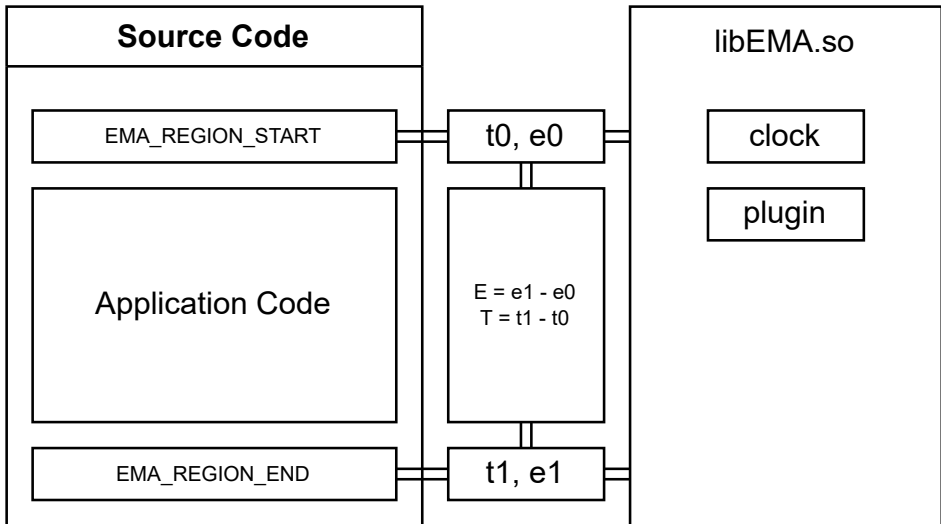 Source Code
libEMA.so
EMA_REGION_START
t0, e0
clock
plugin
Application Code
E = e1 - e0
T = t1 - t0
EMA_REGION_END
t1, e1